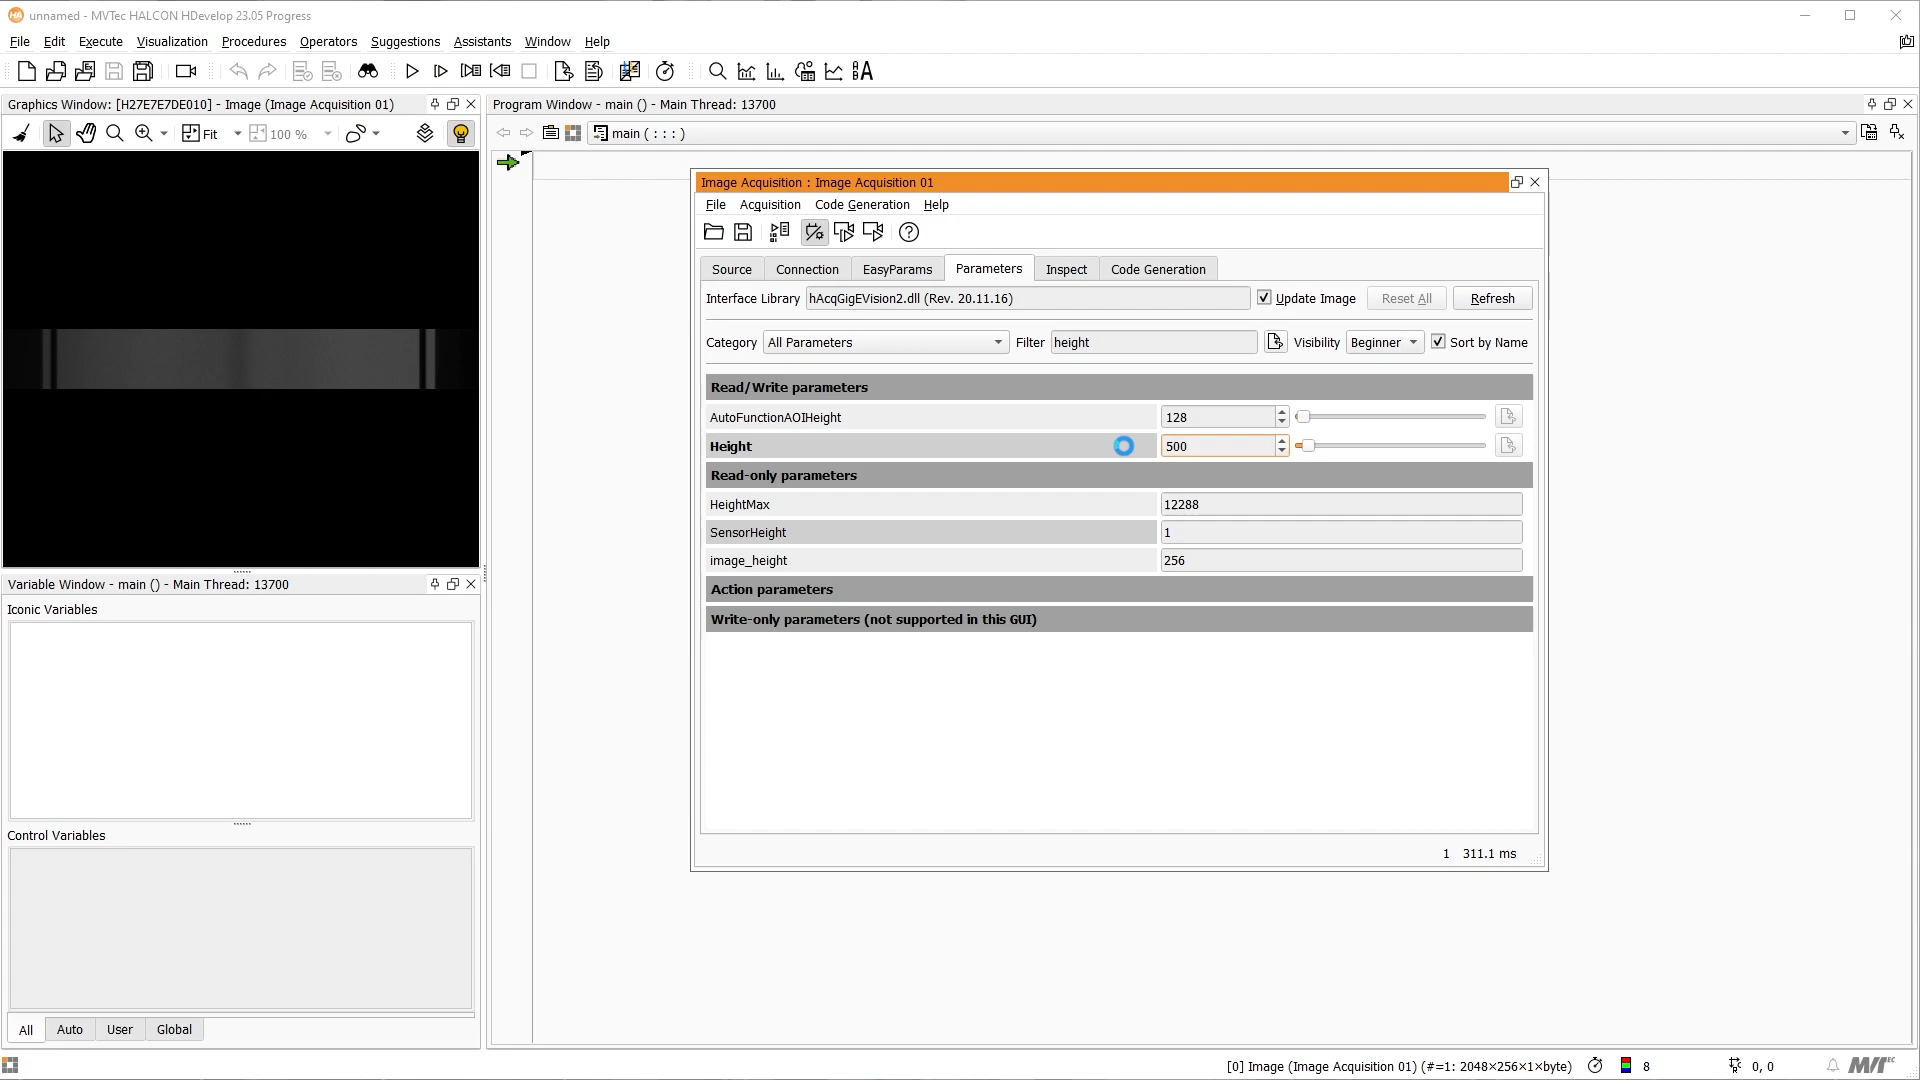 unnamed - MVTec HALCON HDevelop 23.05 Progress
File Edit Execute Visualization Procedures Operators Suggestions Assistants Window Help
Graphics Window: [H27E7E7DE010] - Image (Image Acquisition 01)
Fit 100 %
Program Window - main () - Main Thread: 13700
main ( : : : )
Image Acquisition : Image Acquisition 01
File Acquisition Code Generation Help
Source Connection EasyParams Parameters Inspect Code Generation
Interface Library hAcqGigEVision2.dll (Rev. 20.11.16) Update Image Reset All Refresh
Category All Parameters Filter height Visibility Beginner Sort by Name
Read/Write parameters
AutoFunctionAOIHeight 128
Height 500
Read-only parameters
HeightMax 12288
SensorHeight 1
image_height 256
Action parameters
Write-only parameters (not supported in this GUI)
1 311.1 ms
Variable Window - main () - Main Thread: 13700
Iconic Variables
Control Variables
All Auto User Global
[0] Image (Image Acquisition 01) (#=1: 2048×256×1×byte) 8 0, 0